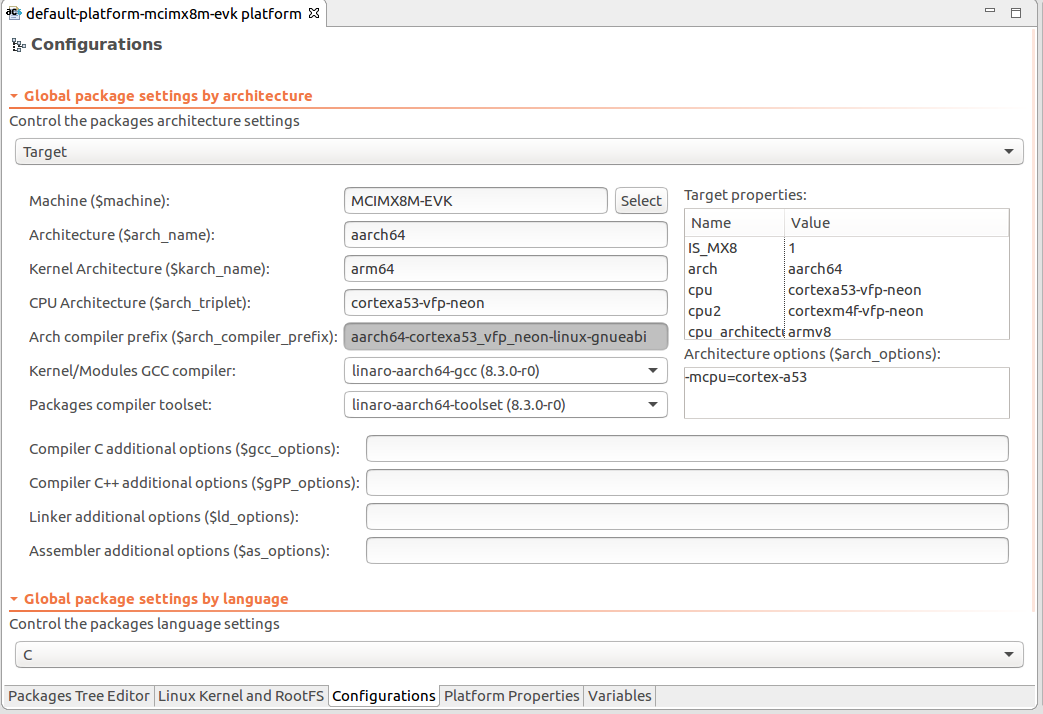 default-platform-mcimx8m-evk platform
Configurations
Global package settings by architecture
Control the packages architecture settings
Target
Machine ($machine): MCIMX8M-EVK Select
Architecture ($arch_name): aarch64
Kernel Architecture ($karch_name): arm64
CPU Architecture ($arch_triplet): cortexa53-vfp-neon
Arch compiler prefix ($arch_compiler_prefix): aarch64-cortexa53_vfp_neon-linux-gnueabi
Kernel/Modules GCC compiler: linaro-aarch64-gcc (8.3.0-r0)
Packages compiler toolset: linaro-aarch64-toolset (8.3.0-r0)
Target properties:
Name Value
IS_MX8 1
arch aarch64
cpu cortexa53-vfp-neon
cpu2 cortexm4f-vfp-neon
cpu_architectu armv8
Architecture options ($arch_options):
-mcpu=cortex-a53
Compiler C additional options ($gcc_options):
Compiler C++ additional options ($gPP_options):
Linker additional options ($ld_options):
Assembler additional options ($as_options):
Global package settings by language
Control the packages language settings
C
Packages Tree Editor Linux Kernel and RootFS Configurations Platform Properties Variables